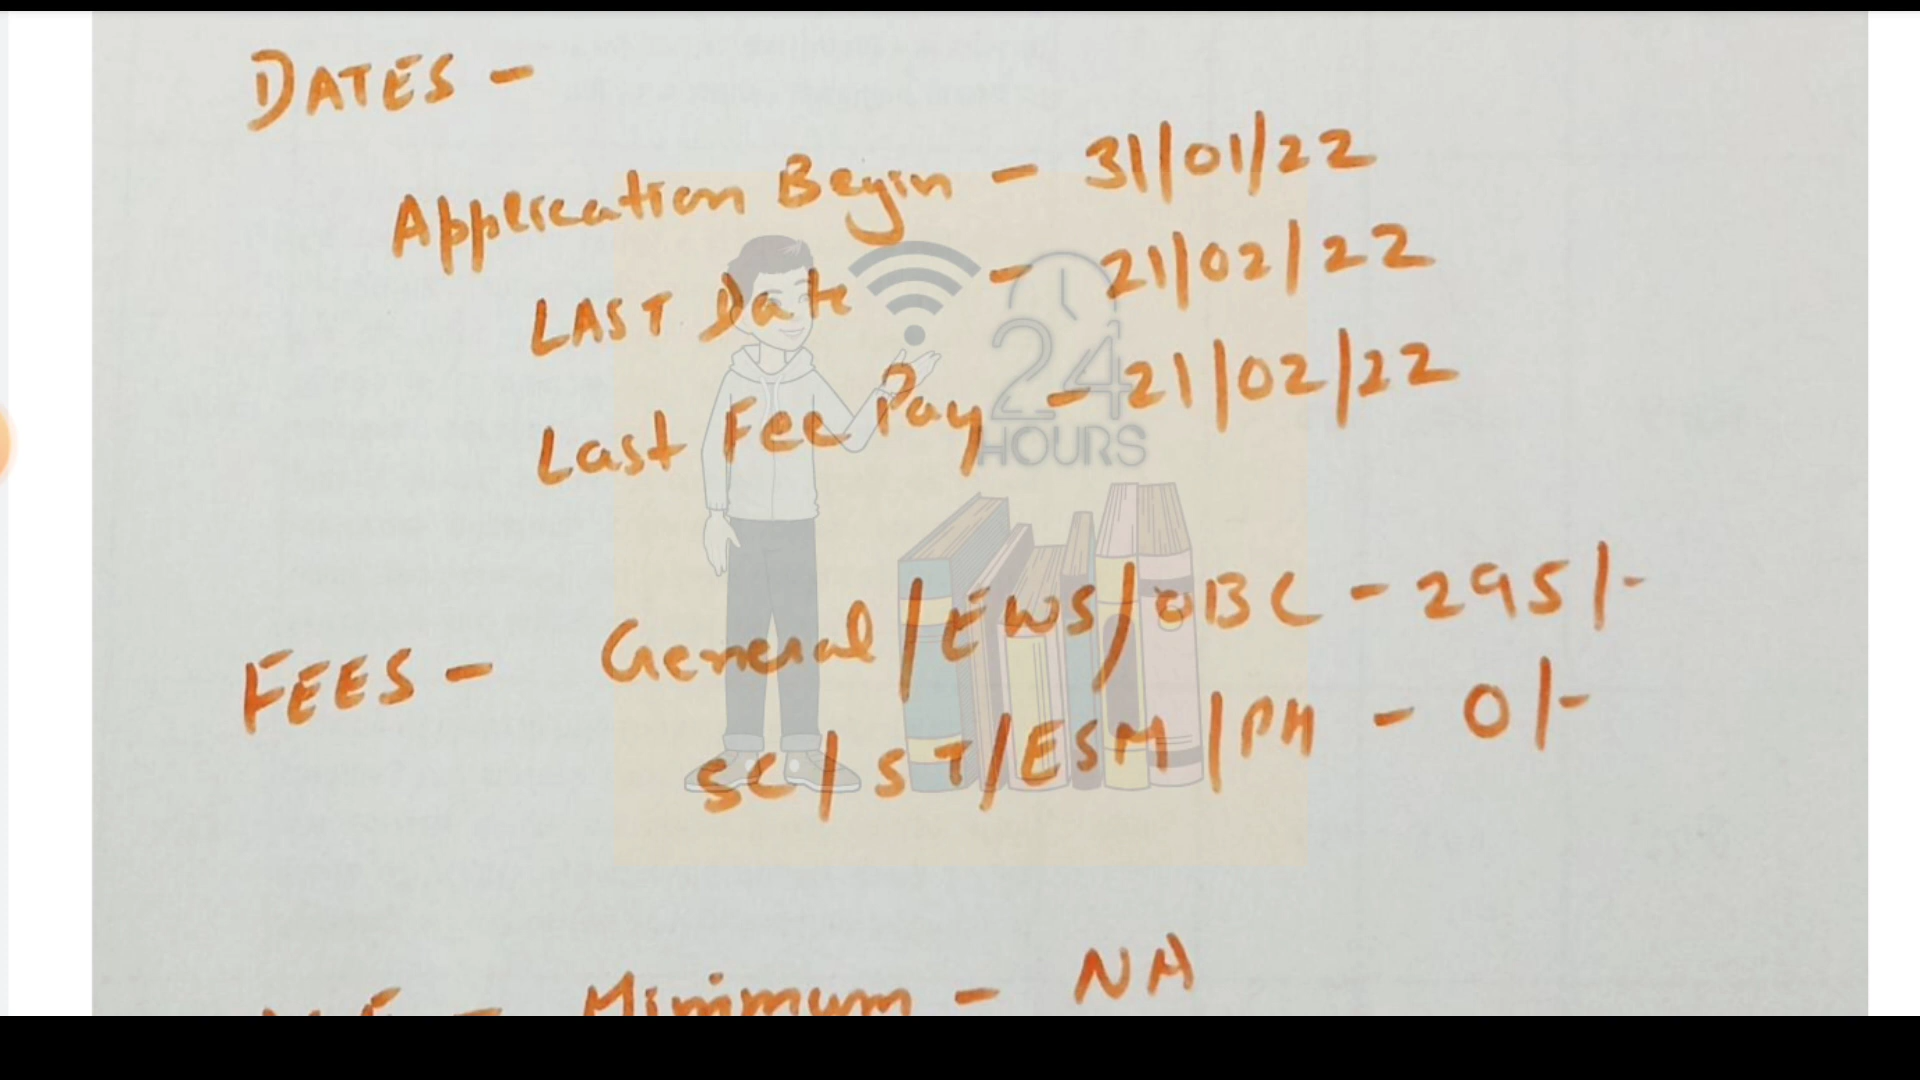 DATES -
Application Begin - 31/01/22
LAST Date - 21/02/22
Last Fee Pay - 21/02/22
24
HOURS
FEES - General/EWS/OBC - 295/-
SC/ST/ESM/PH - 0/-
Minimum - NA